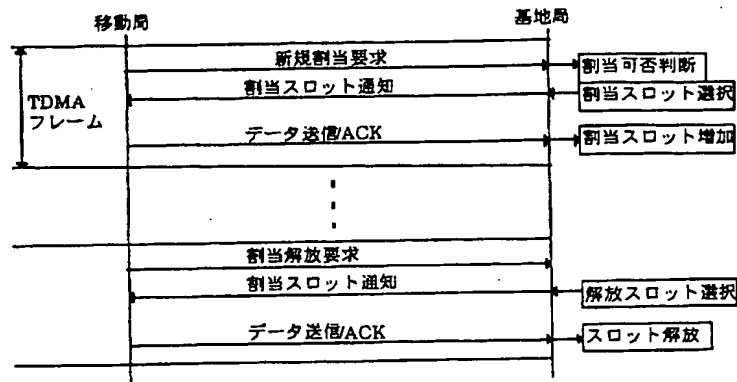 移動局
基地局
新規割当要求
割当可否判断
割当スロット通知
割当スロット選択
TDMA
フレーム
データ送信/ACK
割当スロット増加
割当解放要求
割当スロット通知
解放スロット選択
データ送信/ACK
スロット解放